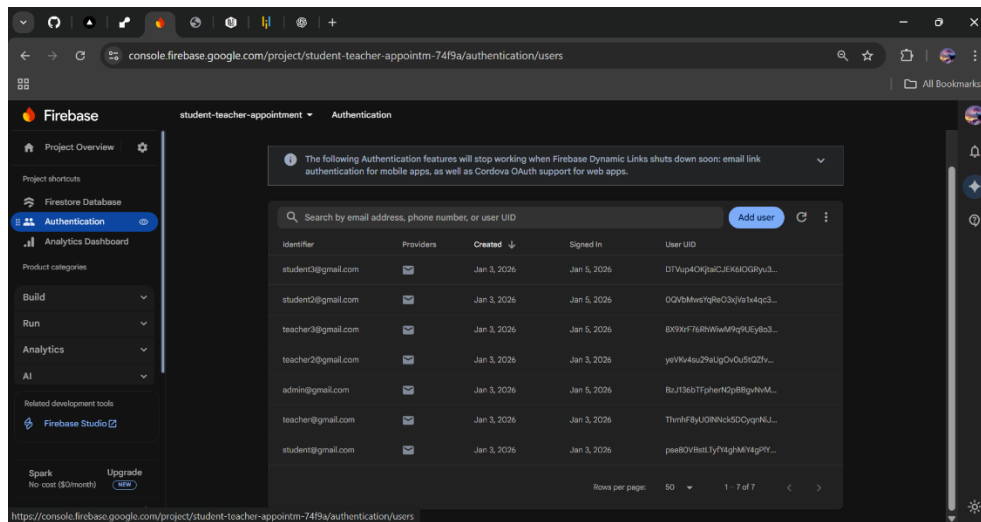 console.firebase.google.com/project/student-teacher-appointm-74f9a/authentication/users
All Bookmarks
Firebase
student-teacher-appointment
Authentication
Project Overview
Project shortcuts
Firestore Database
Authentication
Analytics Dashboard
Product categories
Build
Run
Analytics
AI
Related development tools
Firebase Studio
Spark
No-cost ($0/month)
Upgrade
NEW
The following Authentication features will stop working when Firebase Dynamic Links shuts down soon: email link
authentication for mobile apps, as well as Cordova OAuth support for web apps.
Search by email address, phone number, or user UID
Add user
Identifier Providers Created Signed In User UID
student3@gmail.com Jan 3, 2026 Jan 5, 2026
student2@gmail.com Jan 3, 2026 Jan 5, 2026
teacher3@gmail.com Jan 3, 2026 Jan 5, 2026
teacher2@gmail.com Jan 3, 2026 Jan 3, 2026
admin@gmail.com Jan 3, 2026 Jan 5, 2026
teacher@gmail.com Jan 3, 2026 Jan 3, 2026
student@gmail.com Jan 3, 2026 Jan 3, 2026
Rows per page: 50 1 – 7 of 7
https://console.firebase.google.com/project/student-teacher-appointm-74f9a/authentication/users